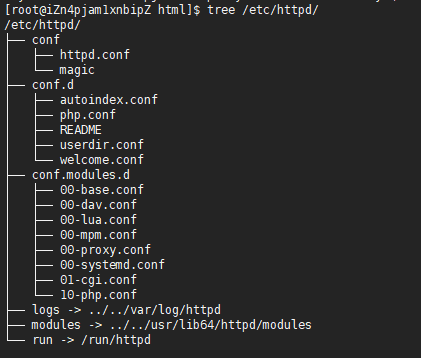 [root@iZn4pjam1xnbipZ html]$ tree /etc/httpd/
/etc/httpd/
├── conf
│   ├── httpd.conf
│   └── magic
├── conf.d
│   ├── autoindex.conf
│   ├── php.conf
│   ├── README
│   ├── userdir.conf
│   └── welcome.conf
├── conf.modules.d
│   ├── 00-base.conf
│   ├── 00-dav.conf
│   ├── 00-lua.conf
│   ├── 00-mpm.conf
│   ├── 00-proxy.conf
│   ├── 00-systemd.conf
│   ├── 01-cgi.conf
│   └── 10-php.conf
├── logs -> ../../var/log/httpd
├── modules -> ../../usr/lib64/httpd/modules
└── run -> /run/httpd